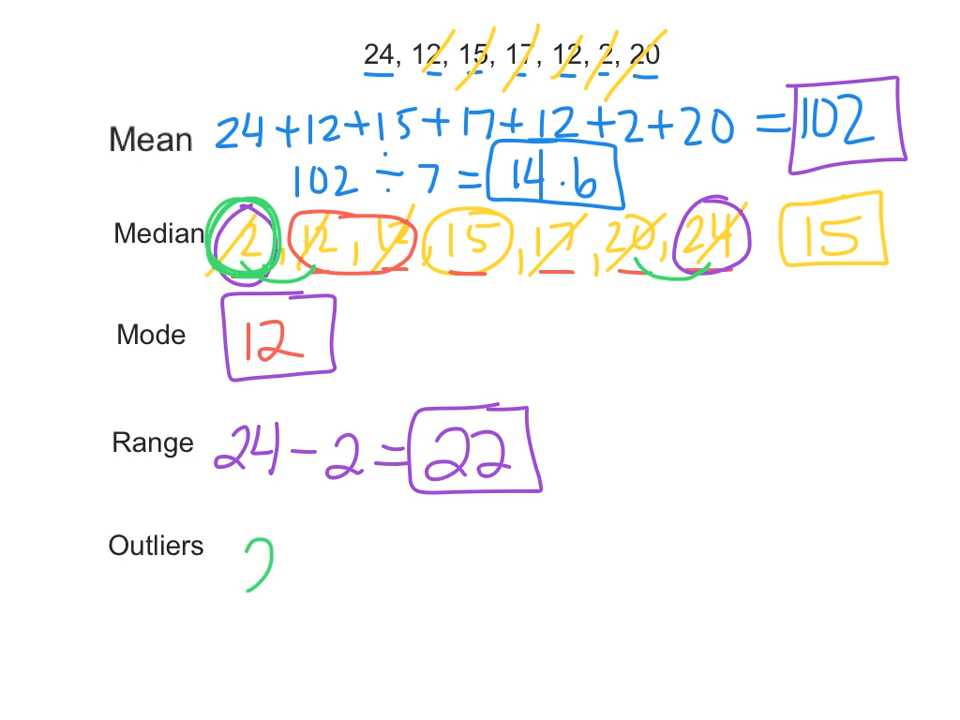 24, 12, 15, 17, 12, 2, 20
Mean 24+12+15+17+12+2+20 = 102
102 ÷ 7 = 14.6
Median 2, 12, 12, 15, 17, 20, 24 15
Mode 12
Range 24-2=22
Outliers